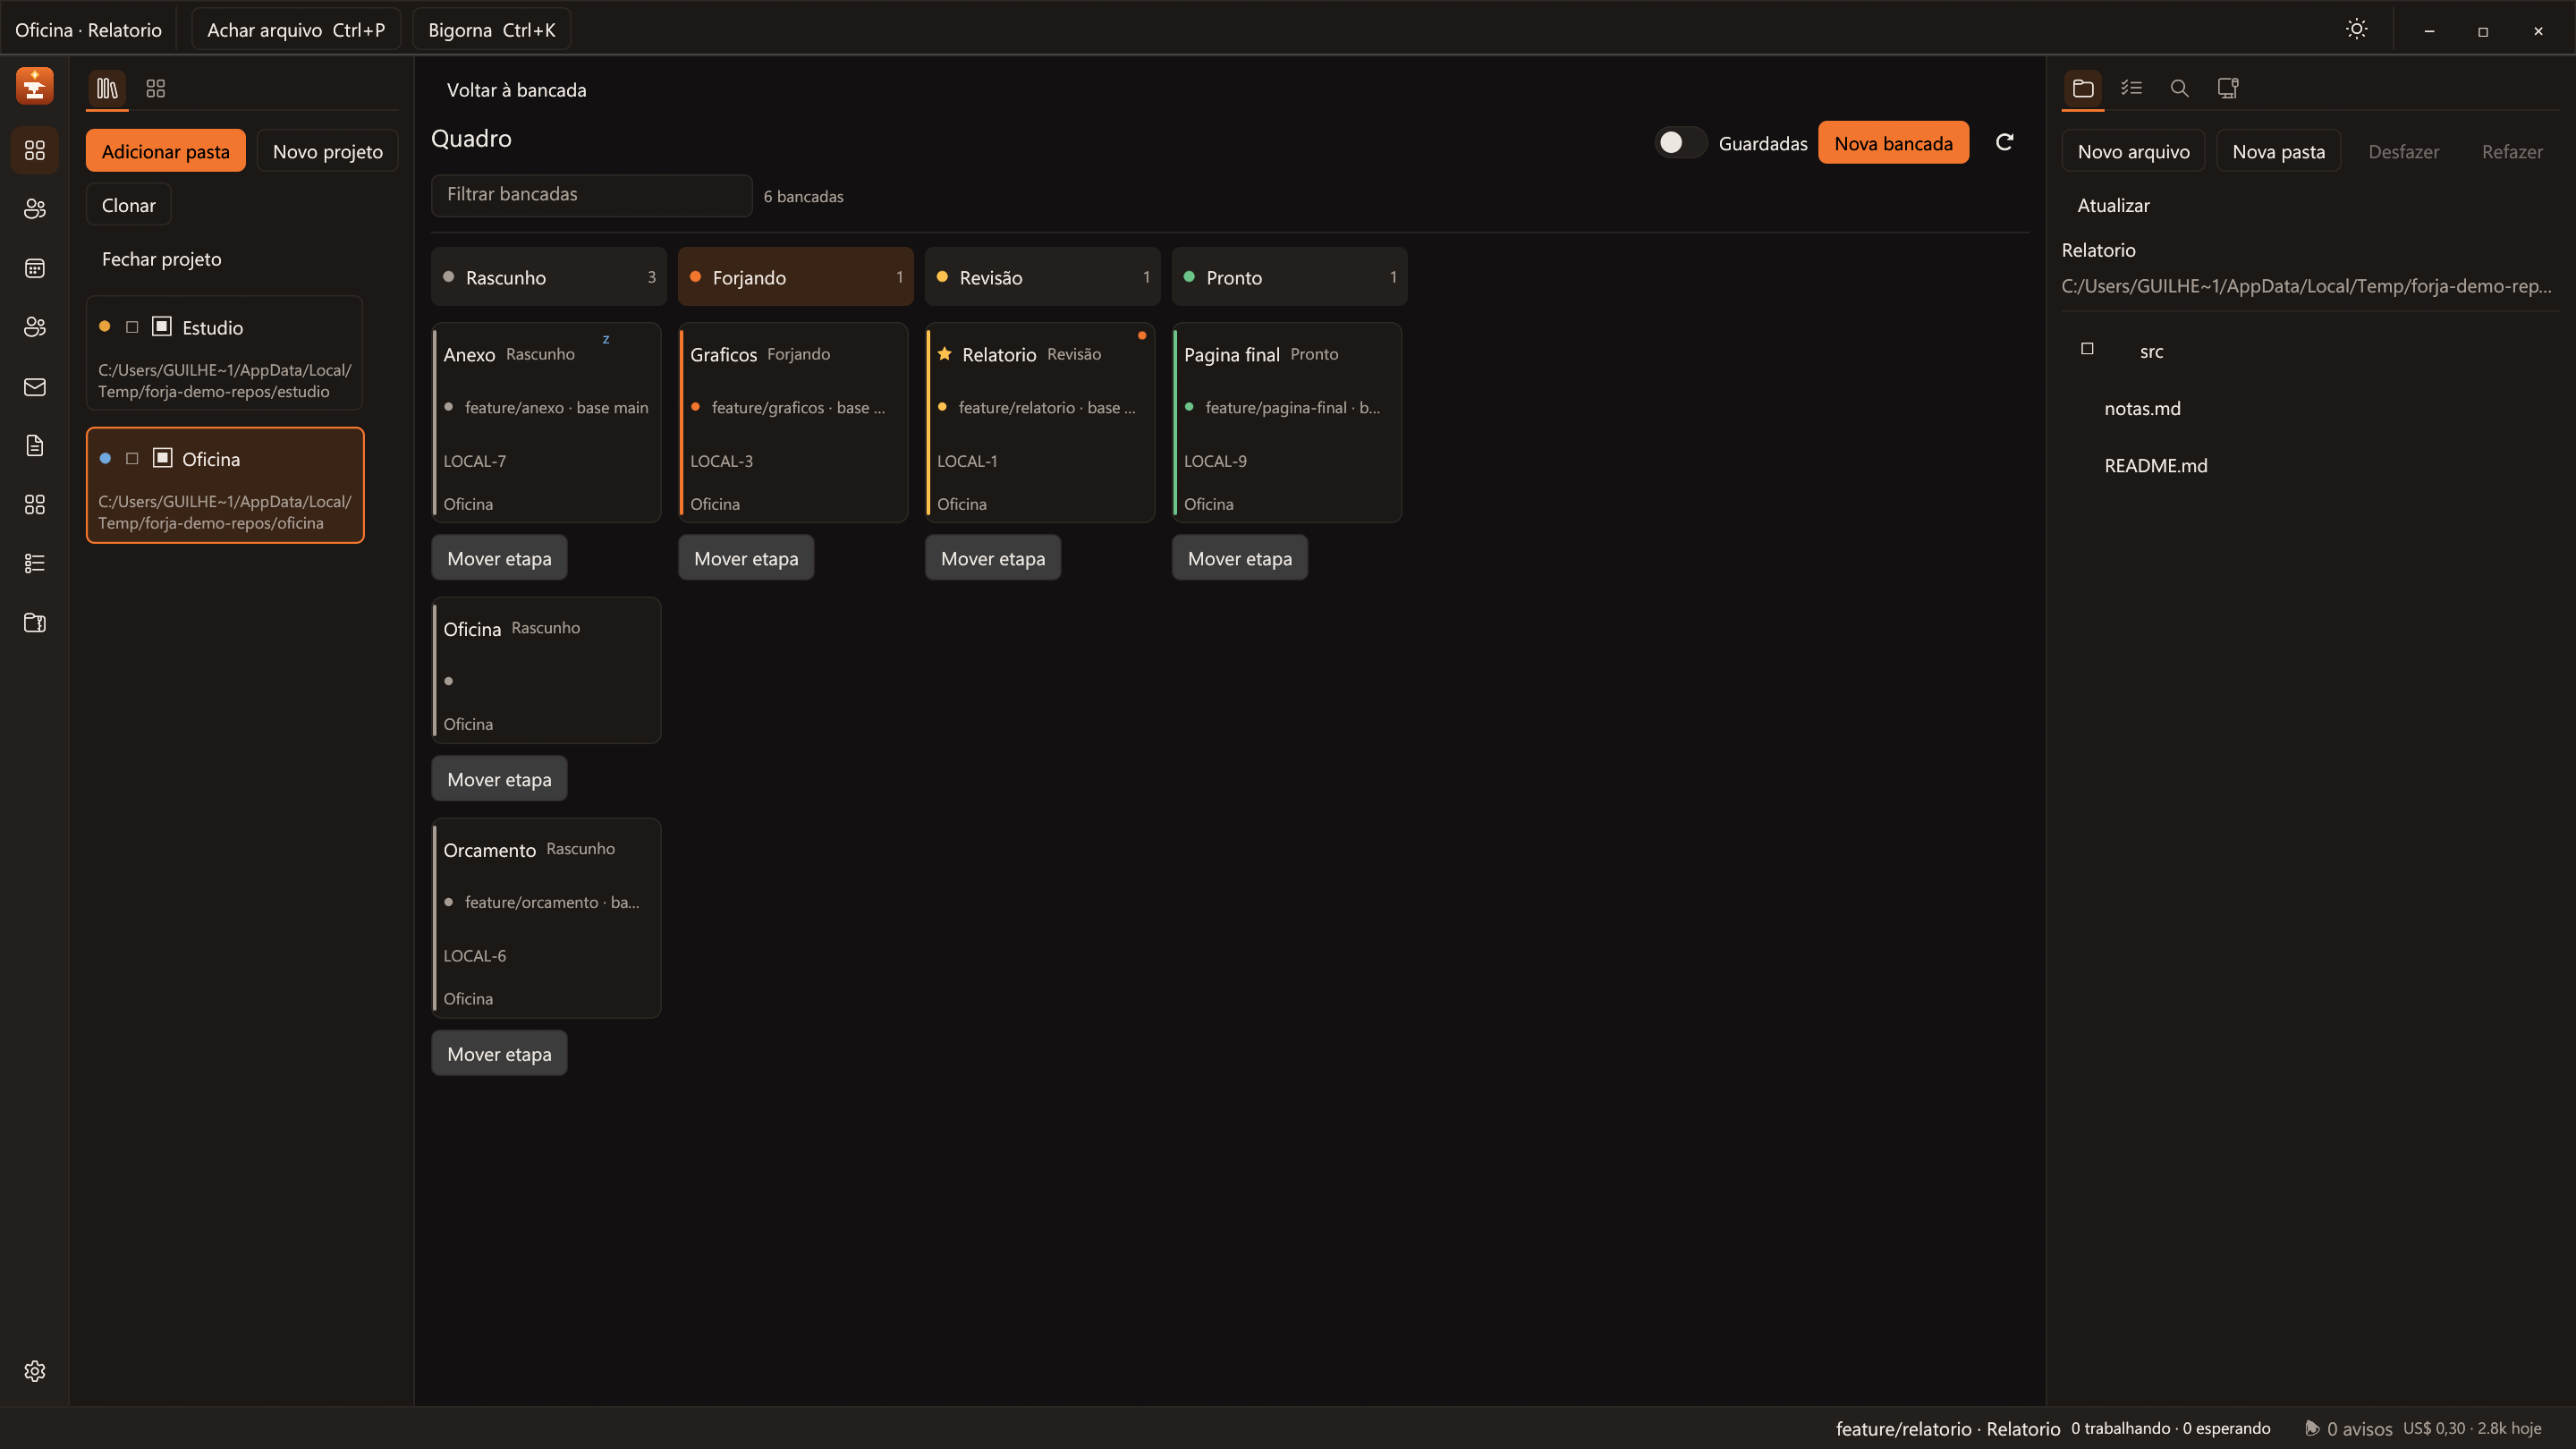 Oficina · Relatorio
Achar arquivo Ctrl+P
Bigorna Ctrl+K
Adicionar pasta
Novo projeto
Clonar
Fechar projeto
Estudio
C:/Users/GUILHE~1/AppData/Local/
Temp/forja-demo-repos/estudio
Oficina
C:/Users/GUILHE~1/AppData/Local/
Temp/forja-demo-repos/oficina
Voltar à bancada
Quadro
Guardadas
Nova bancada
Filtrar bancadas
6 bancadas
Rascunho 3
Forjando 1
Revisão 1
Pronto 1
Anexo Rascunho z
feature/anexo · base main
LOCAL-7
Oficina
Mover etapa
Graficos Forjando
feature/graficos · base ...
LOCAL-3
Oficina
Mover etapa
Relatorio Revisão
feature/relatorio · base ...
LOCAL-1
Oficina
Mover etapa
Pagina final Pronto
feature/pagina-final · b...
LOCAL-9
Oficina
Mover etapa
Oficina Rascunho
Oficina
Mover etapa
Orcamento Rascunho
feature/orcamento · ba...
LOCAL-6
Oficina
Mover etapa
Novo arquivo
Nova pasta
Desfazer
Refazer
Atualizar
Relatorio
C:/Users/GUILHE~1/AppData/Local/Temp/forja-demo-rep...
src
notas.md
README.md
feature/relatorio · Relatorio
0 trabalhando · 0 esperando
0 avisos
US$ 0,30 · 2.8k hoje